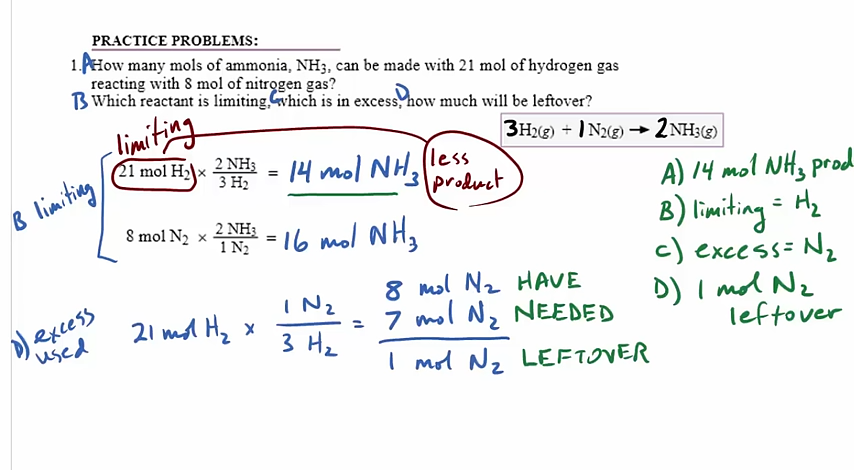 PRACTICE PROBLEMS:
1. A How many mols of ammonia, NH₃, can be made with 21 mol of hydrogen gas
reacting with 8 mol of nitrogen gas?
B Which reactant is limiting, C which is in excess, D how much will be leftover?
3H₂(g) + 1N₂(g) → 2NH₃(g)
limiting
21 mol H₂ × 2 NH₃ / 3 H₂ = 14 mol NH₃
less
product
B limiting
8 mol N₂ × 2 NH₃ / 1 N₂ = 16 mol NH₃
A) 14 mol NH₃ prod
B) limiting = H₂
C) excess = N₂
D) 1 mol N₂
leftover
D) excess
used
21 mol H₂ × 1 N₂ / 3 H₂ =
8 mol N₂ HAVE
7 mol N₂ NEEDED
1 mol N₂ LEFTOVER